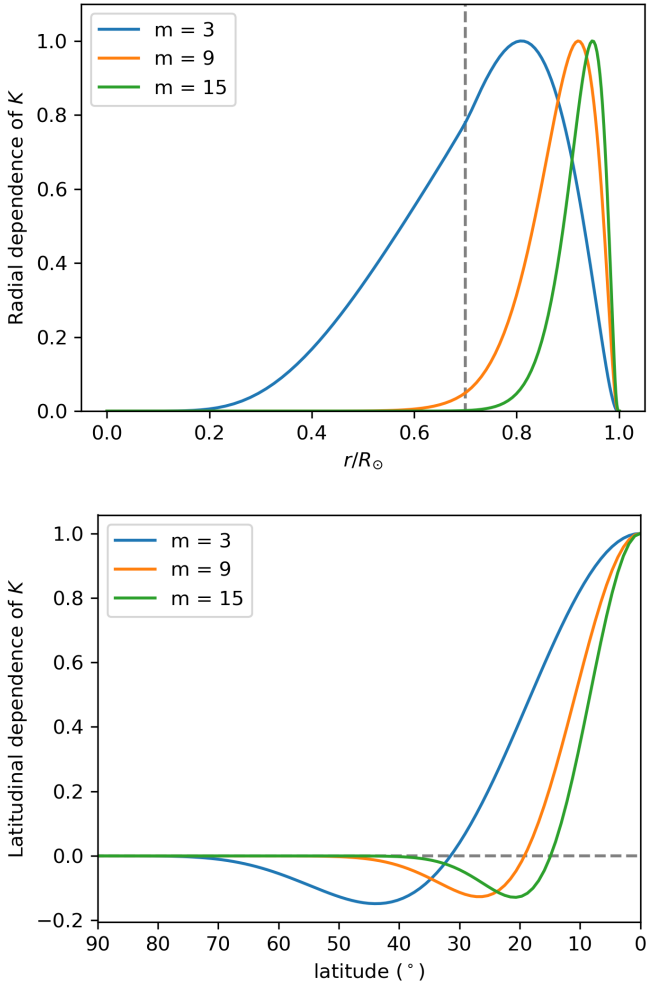 Radial dependence of K
1.0
0.8
0.6
0.4
0.2
0.0
m = 3
m = 9
m = 15
0.0 0.2 0.4 0.6 0.8 1.0
r/R⊙
Latitudinal dependence of K
1.0
0.8
0.6
0.4
0.2
0.0
−0.2
m = 3
m = 9
m = 15
90 80 70 60 50 40 30 20 10 0
latitude (°)